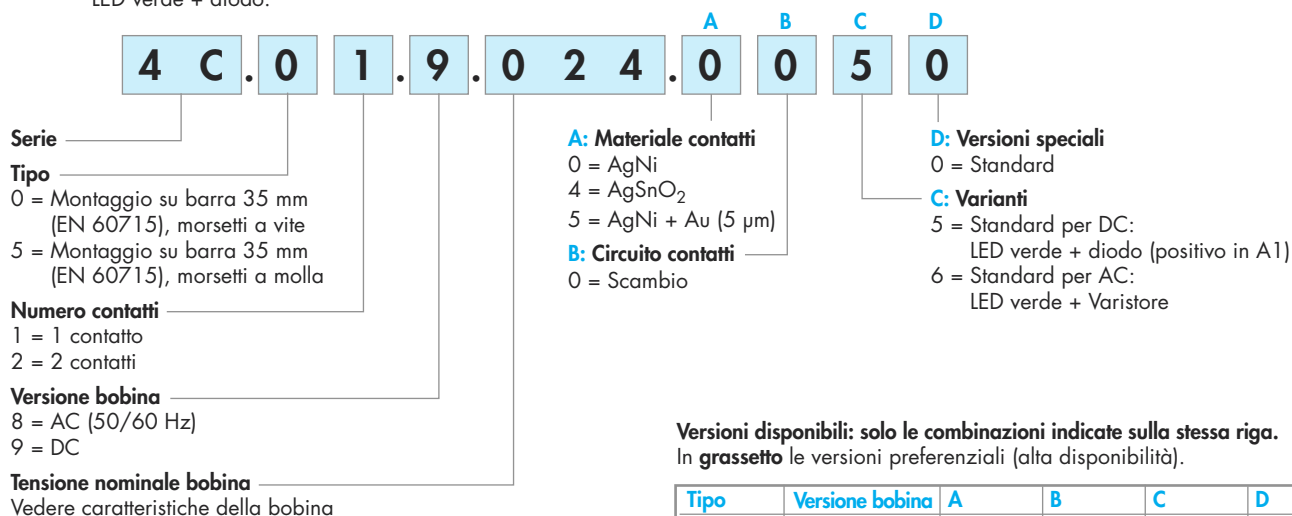 LED verde + diodo.
A B C D
4 C . 0 1 . 9 . 0 2 4 . 0 0 5 0
Serie
Tipo
0 = Montaggio su barra 35 mm
(EN 60715), morsetti a vite
5 = Montaggio su barra 35 mm
(EN 60715), morsetti a molla
Numero contatti
1 = 1 contatto
2 = 2 contatti
Versione bobina
8 = AC (50/60 Hz)
9 = DC
Tensione nominale bobina
Vedere caratteristiche della bobina
A: Materiale contatti
0 = AgNi
4 = AgSnO2
5 = AgNi + Au (5 µm)
B: Circuito contatti
0 = Scambio
D: Versioni speciali
0 = Standard
C: Varianti
5 = Standard per DC:
LED verde + diodo (positivo in A1)
6 = Standard per AC:
LED verde + Varistore
Versioni disponibili: solo le combinazioni indicate sulla stessa riga.
In grassetto le versioni preferenziali (alta disponibilità).
Tipo Versione bobina A B C D